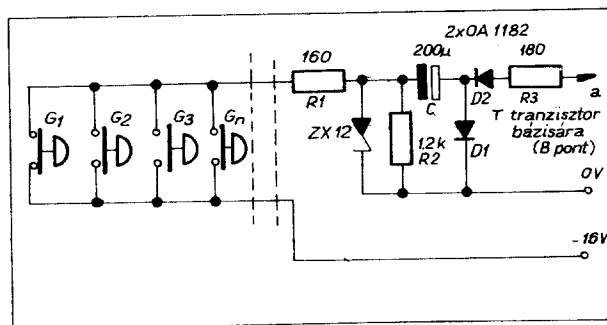 2xOA 1182
160
200µ
180
R1
C
D2
R3
a
G1
G2
G3
Gn
ZX 12
1,2k
R2
D1
T tranzisztor
bázisára
(B pont)
0V
-16V